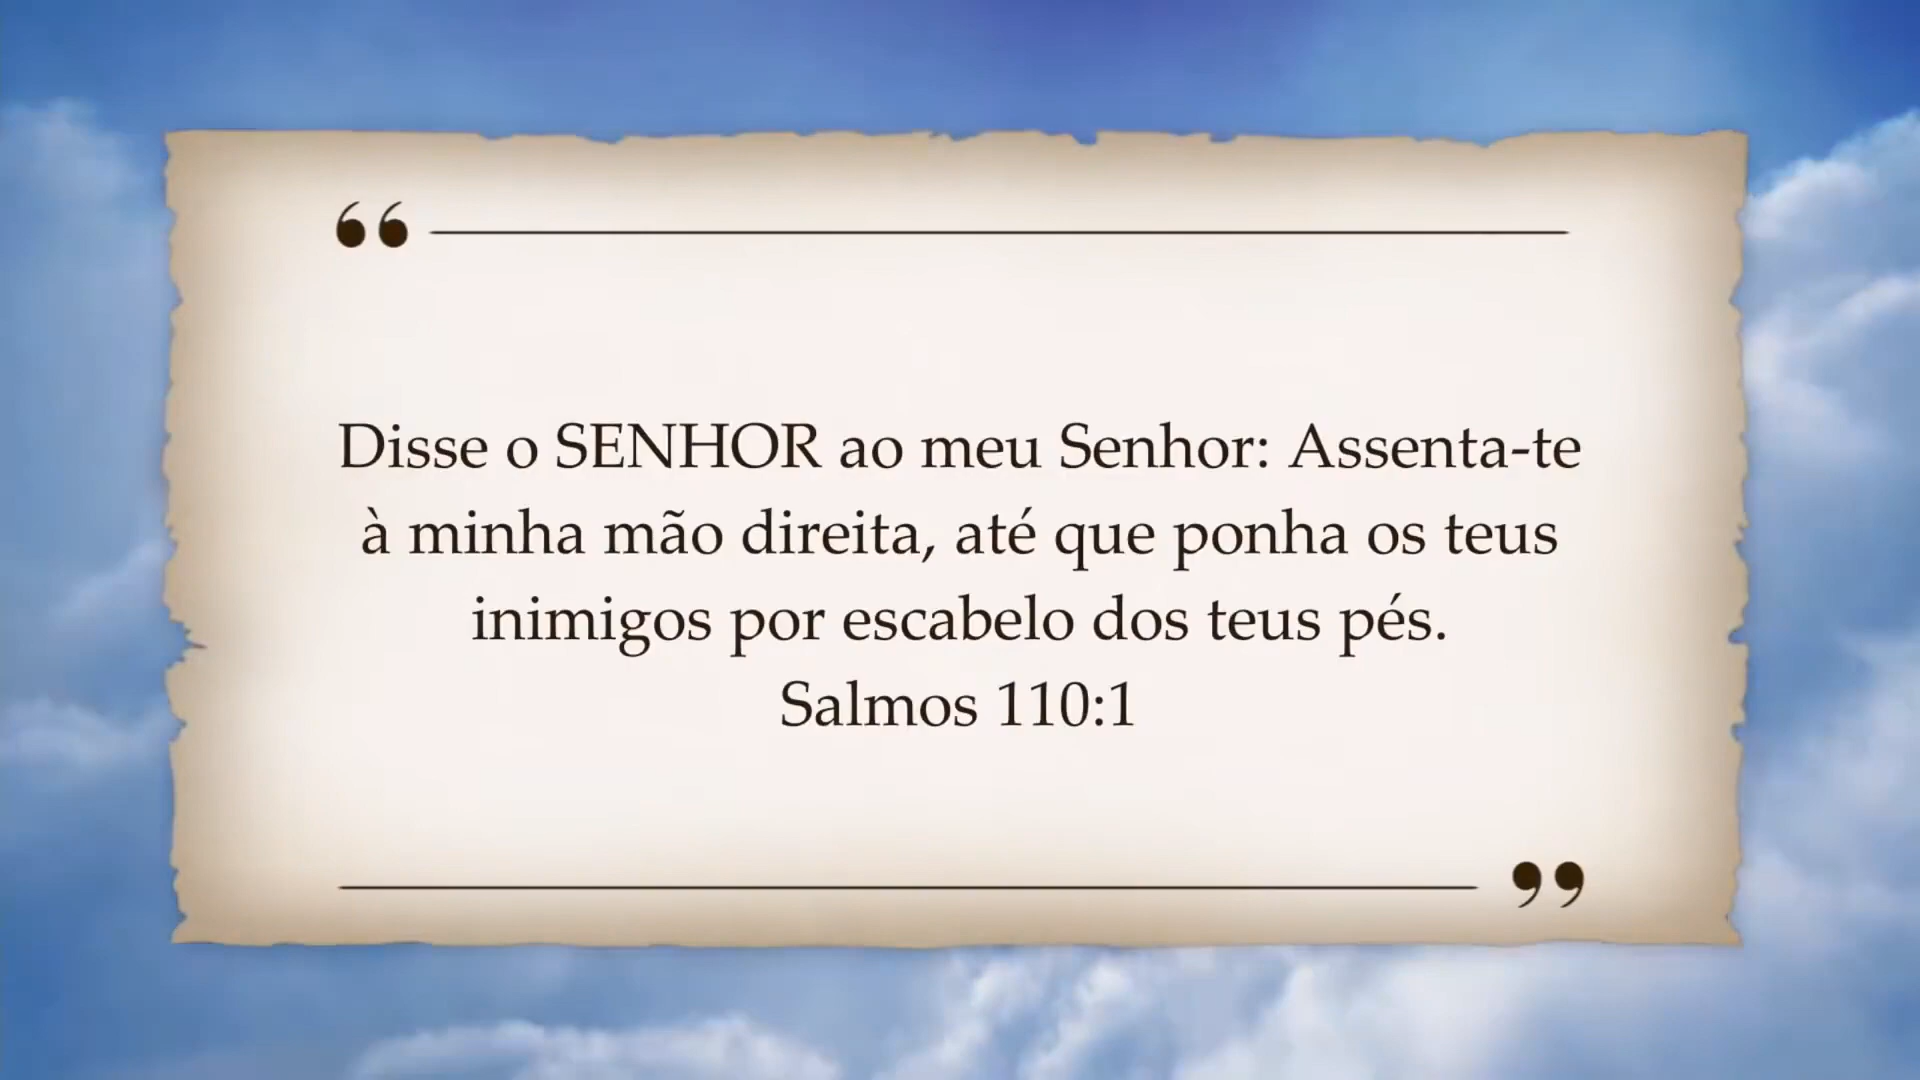 “
Disse o SENHOR ao meu Senhor: Assenta-te
à minha mão direita, até que ponha os teus
inimigos por escabelo dos teus pés.
Salmos 110:1
”